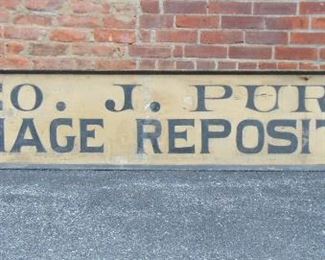 EO. J. PUR
IAGE REPOSIT